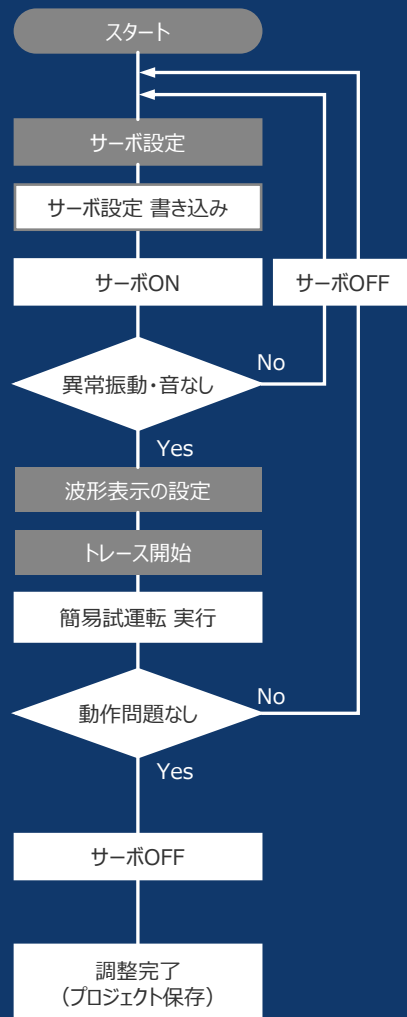 スタート
サーボ設定
サーボ設定 書き込み
サーボON
サーボOFF
異常振動・音なし
No
Yes
波形表示の設定
トレース開始
簡易試運転 実行
動作問題なし
No
Yes
サーボOFF
調整完了
（プロジェクト保存）